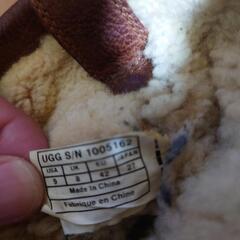 UGG S/N 1005162
USA UK EU JAPAN
9 8 42 27
Made In China
Fabriqué en Chine